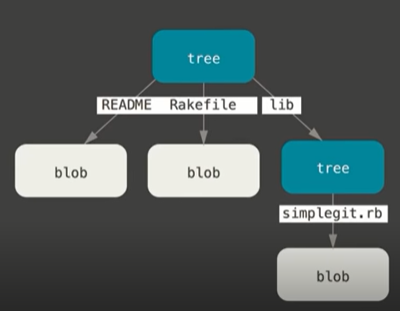 tree
README Rakefile lib
blob blob tree
simplegit.rb
blob